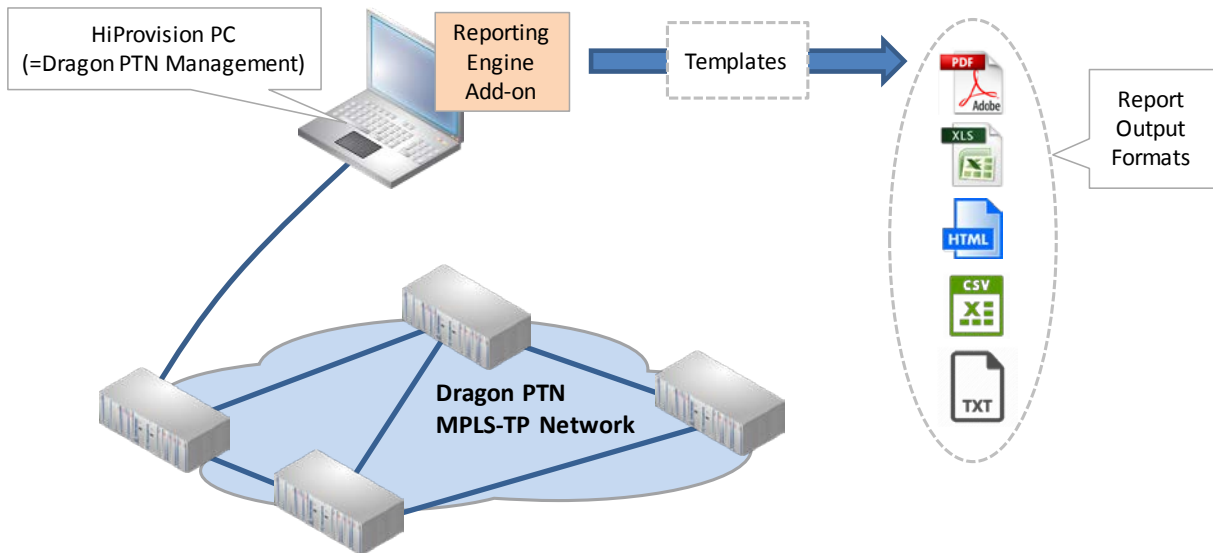 HiProvision PC
(=Dragon PTN Management)
Reporting
Engine
Add-on
Templates
PDF
Adobe
XLS
HTML
CSV
TXT
Report
Output
Formats
Dragon PTN
MPLS-TP Network